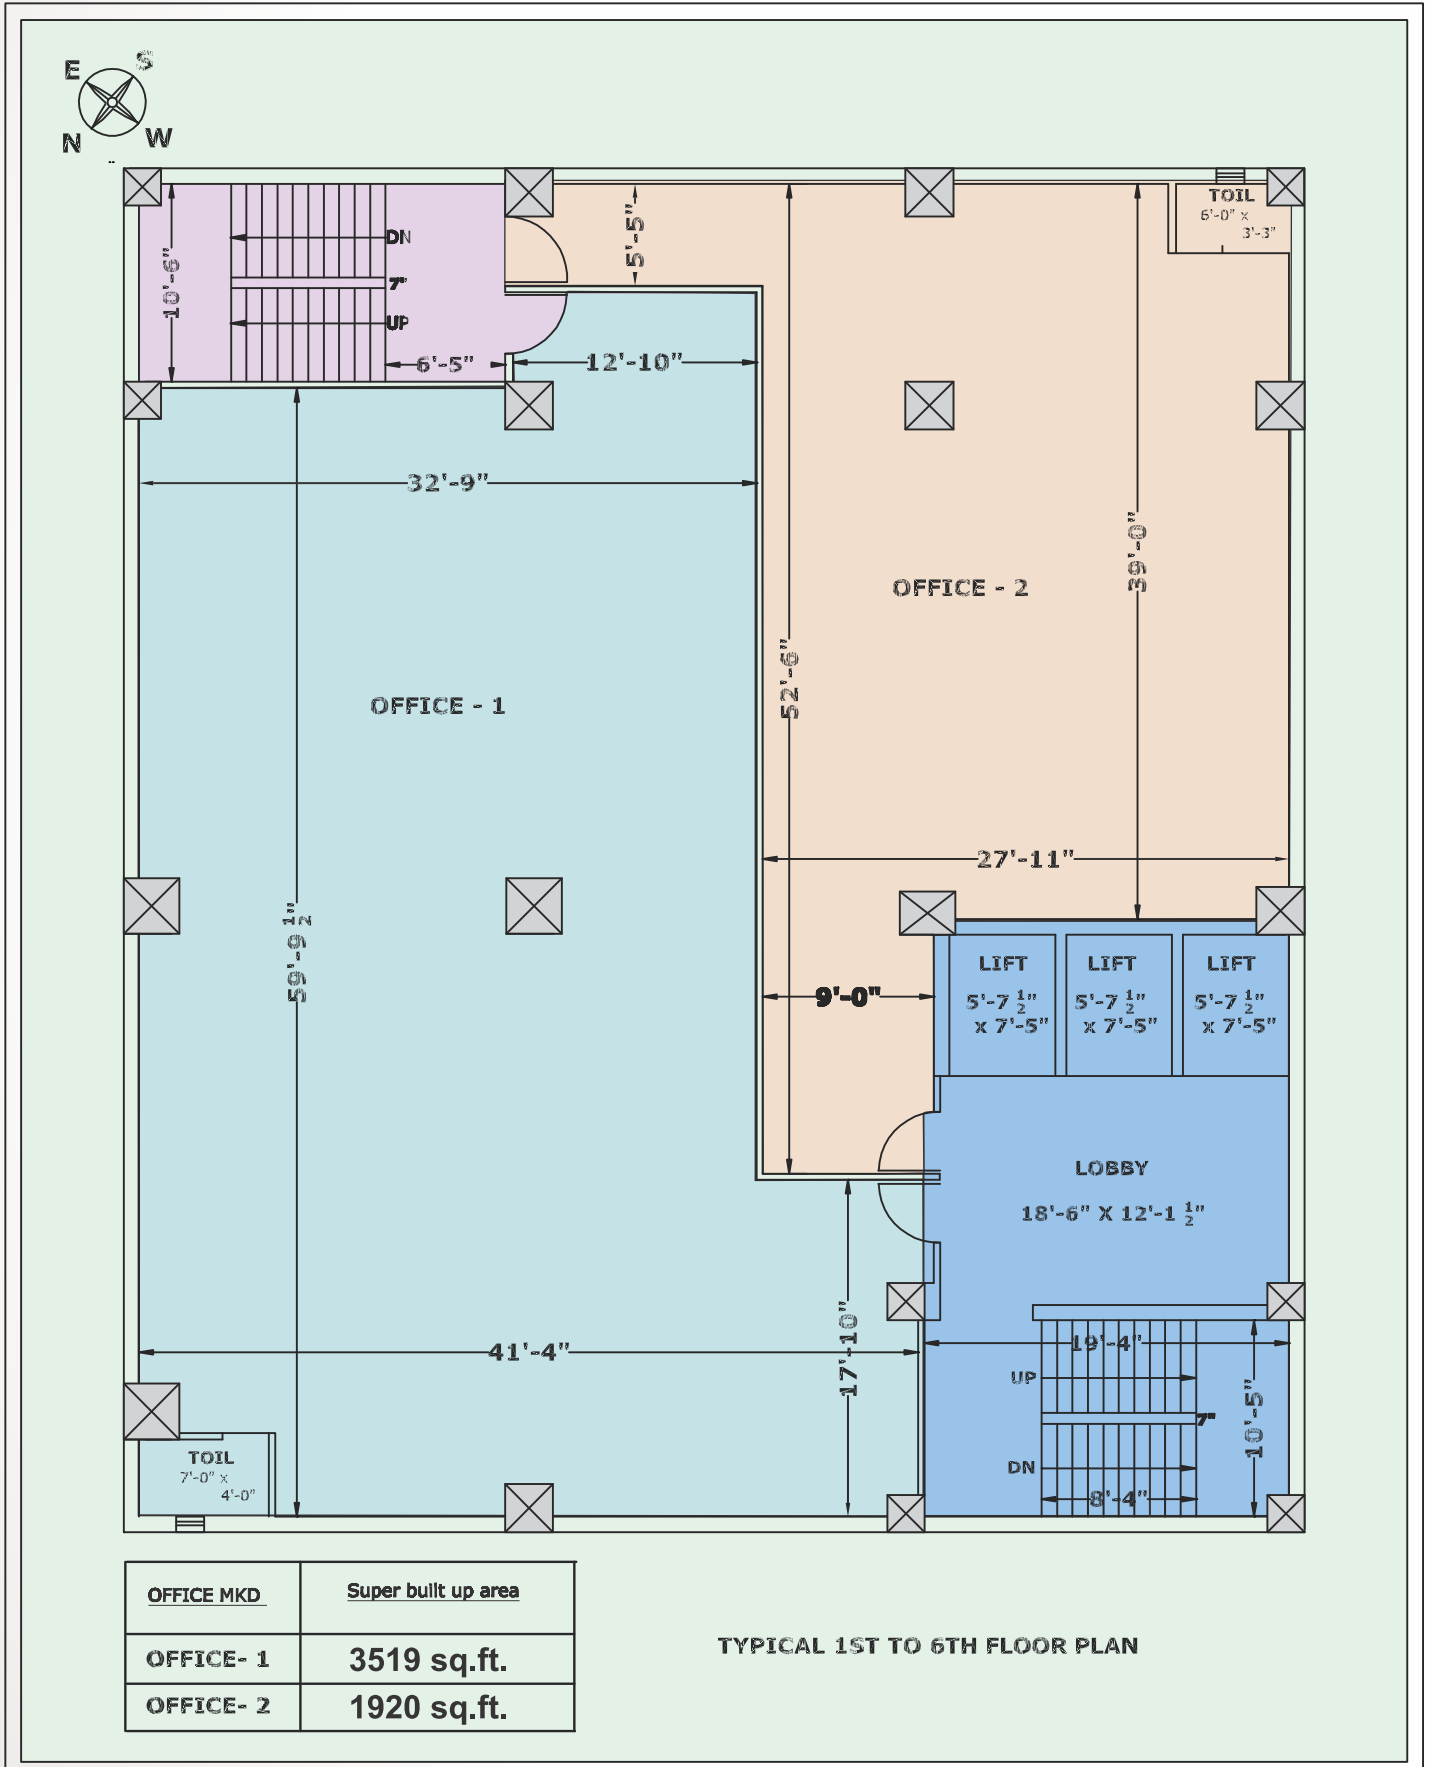 E S
N W
TOIL
6'-0" x
3'-3"
DN
7"
UP
10'-6"
5'-5"
6'-5"
12'-10"
32'-9"
39'-0"
OFFICE - 2
52'-6"
OFFICE - 1
27'-11"
59'-9 1/2"
9'-0"
LIFT LIFT LIFT
5'-7 1/2" 5'-7 1/2" 5'-7 1/2"
x 7'-5" x 7'-5" x 7'-5"
LOBBY
18'-6" X 12'-1 1/2"
17'-10"
41'-4"
19'-4"
UP
7"
10'-5"
DN
8'-4"
TOIL
7'-0" x
4'-0"
OFFICE MKD Super built up area
OFFICE- 1 3519 sq.ft.
OFFICE- 2 1920 sq.ft.
TYPICAL 1ST TO 6TH FLOOR PLAN